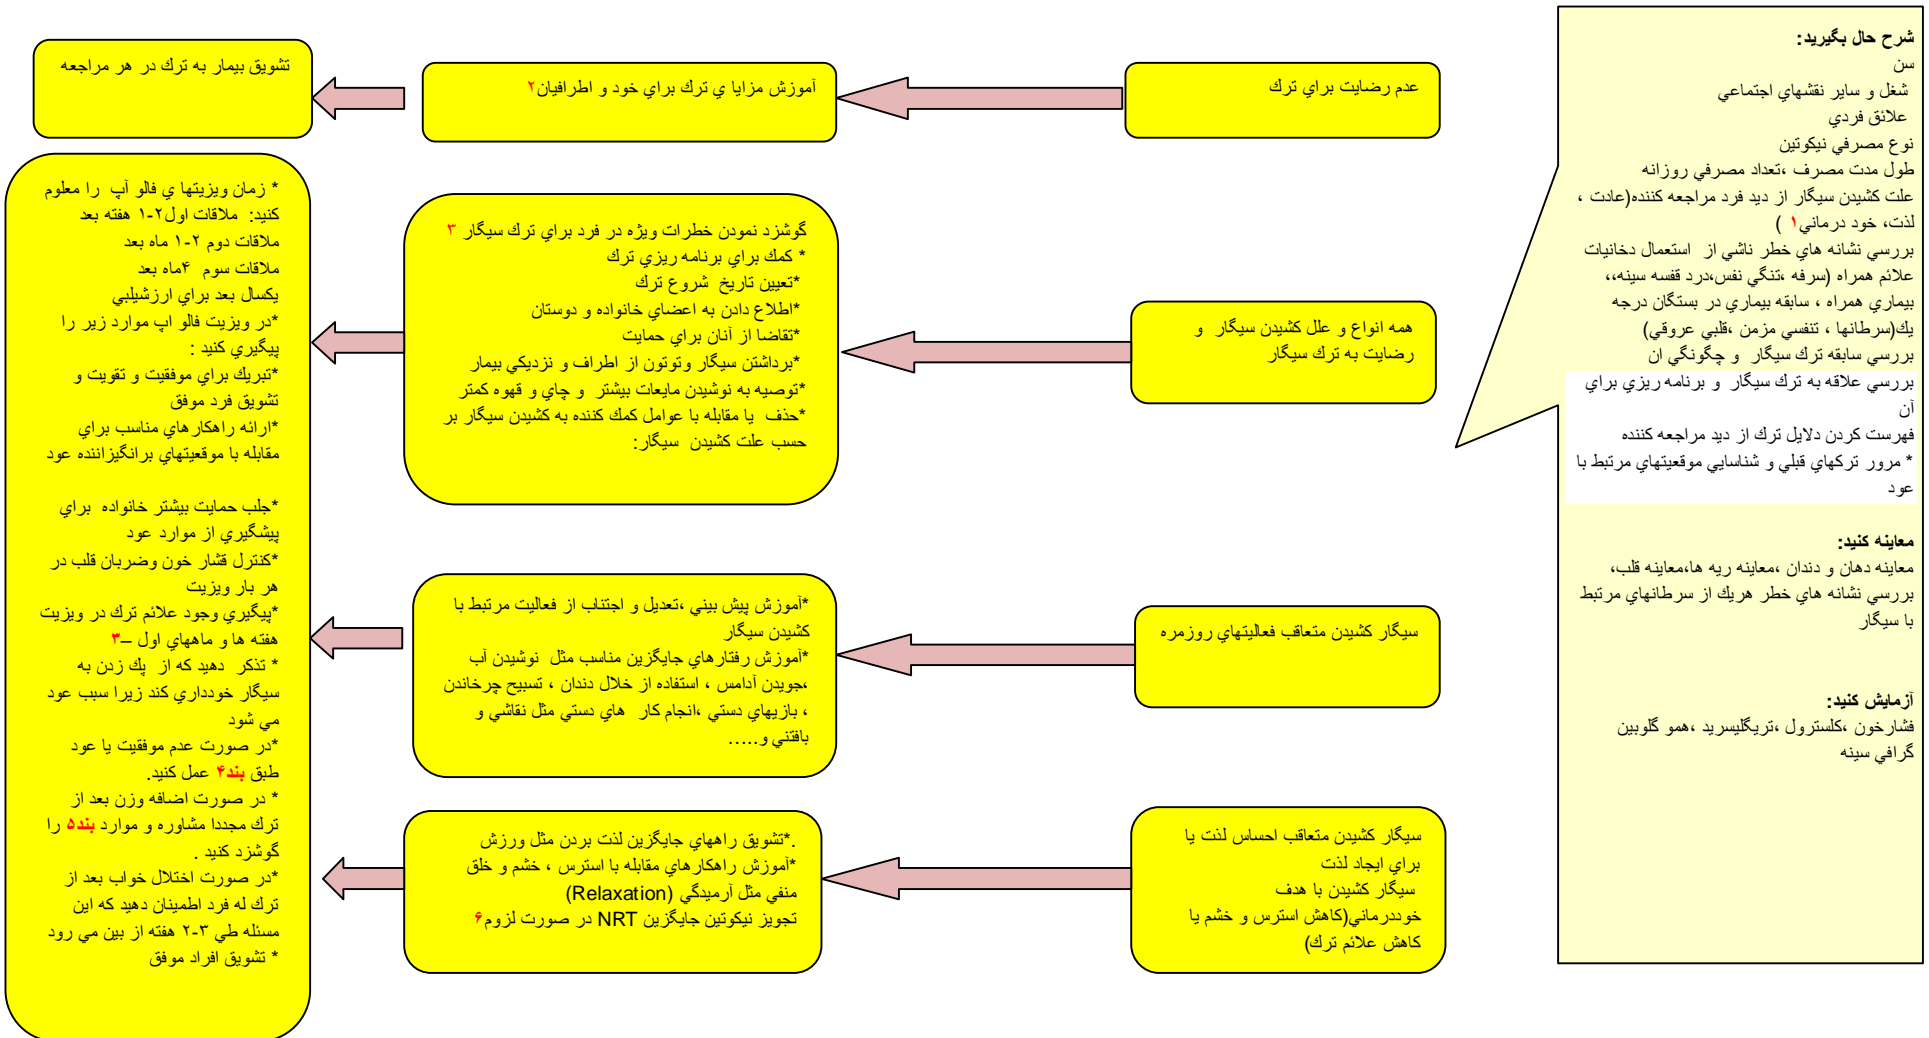 شرح حال بگيريد:
سن
شغل و ساير نقشهاي اجتماعي
علائق فردي
نوع مصرفي نيكوتين
طول مدت مصرف ،تعداد مصرفي روزانه
علت كشيدن سيگار از ديد فرد مراجعه كننده(عادت ،
لذت، خود درماني۱ )
بررسي نشانه هاي خطر ناشي از استعمال دخانيات
علائم همراه (سرفه ،تنگي نفس،درد قفسه سينه،،
بيماري همراه ، سابقه بيماري در بستگان درجه
يك(سرطانها ، تنفسي مزمن ،قلبي عروقي)
بررسي سابقه ترك سيگار و چگونگي ان
بررسي علاقه به ترك سيگار و برنامه ريزي براي
آن
فهرست كردن دلايل ترك از ديد مراجعه كننده
* مرور تركهاي قبلي و شناسايي موقعيتهاي مرتبط با
عود
معاينه كنيد:
معاينه دهان و دندان ،معاينه ريه ها،معاينه قلب،
بررسي نشانه هاي خطر هريك از سرطانهاي مرتبط
با سيگار
آزمايش كنيد:
فشارخون ،كلسترول ،تريگليسريد ،همو گلوبين
گرافي سينه
عدم رضايت براي ترك
آموزش مزايا ي ترك براي خود و اطرافيان۲
تشويق بيمار به ترك در هر مراجعه
همه انواع و علل كشيدن سيگار و
رضايت به ترك سيگار
گوشزد نمودن خطرات ويژه در فرد براي ترك سيگار ۳
* كمك براي برنامه ريزي ترك
*تعيين تاريخ شروع ترك
*اطلاع دادن به اعضاي خانواده و دوستان
*تقاضا از آنان براي حمايت
*برداشتن سيگار وتوتون از اطراف و نزديكي بيمار
*توصيه به نوشيدن مايعات بيشتر و چاي و قهوه كمتر
*حذف يا مقابله با عوامل كمك كننده به كشيدن سيگار بر
حسب علت كشيدن سيگار:
سيگار كشيدن متعاقب فعاليتهاي روزمره
*آموزش پيش بيني ،تعديل و اجتناب از فعاليت مرتبط با
كشيدن سيگار
*آموزش رفتارهاي جايگزين مناسب مثل نوشيدن آب
،جويدن آدامس ، استفاده از خلال دندان ، تسبيح چرخاندن
، بازيهاي دستي ،انجام كار هاي دستي مثل نقاشي و
بافتني و.....
سيگار كشيدن متعاقب احساس لذت يا
براي ايجاد لذت
سيگار كشيدن با هدف
خوددرماني(كاهش استرس و خشم يا
كاهش علائم ترك)
.*تشويق راههاي جايگزين لذت بردن مثل ورزش
*آموزش راهكارهاي مقابله با استرس ، خشم و خلق
منفي مثل آرميدگي (Relaxation)
تجويز نيكوتين جايگزين NRT در صورت لزوم۶
* زمان ويزيتها ي فالو آپ را معلوم
كنيد: ملاقات اول۲-۱ هفته بعد
ملاقات دوم ۲-۱ ماه بعد
ملاقات سوم ۴ماه بعد
يكسال بعد براي ارزشيلبي
*در ويزيت فالو اپ موارد زير را
پيگيري كنيد :
*تبريك براي موفقيت و تقويت و
تشويق فرد موفق
*ارائه راهكارهاي مناسب براي
مقابله با موقعيتهاي برانگيزاننده عود
*جلب حمايت بيشتر خانواده براي
پيشگيري از موارد عود
*كنترل فشار خون وضربان قلب در
هر بار ويزيت
*پيگيري وجود علائم ترك در ويزيت
هفته ها و ماههاي اول –۳
* تذكر دهيد كه از پك زدن به
سيگار خودداري كند زيرا سبب عود
مي شود
*در صورت عدم موفقيت يا عود
طبق بند۴ عمل كنيد.
* در صورت اضافه وزن بعد از
ترك مجددا مشاوره و موارد بند۵ را
گوشزد كنيد .
*در صورت اختلال خواب بعد از
ترك له فرد اطمينان دهيد كه اين
مسئله طي ۳-۲ هفته از بين مي رود
* تشويق افراد موفق